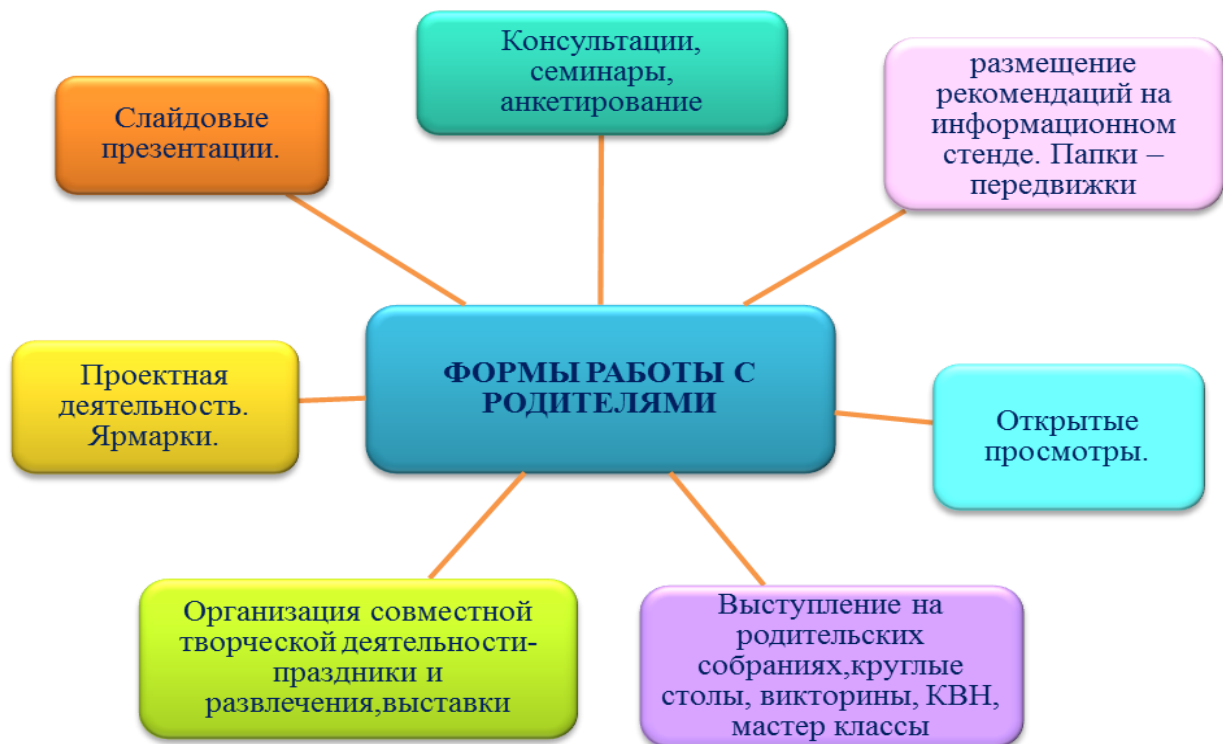 Консультации,
семинары,
анкетирование
размещение
рекомендаций на
информационном
стенде. Папки –
передвижки
Слайдовые
презентации.
ФОРМЫ РАБОТЫ С
РОДИТЕЛЯМИ
Проектная
деятельность.
Ярмарки.
Открытые
просмотры.
Организация совместной
творческой деятельности-
праздники и
развлечения,выставки
Выступление на
родительских
собраниях,круглые
столы, викторины, КВН,
мастер классы